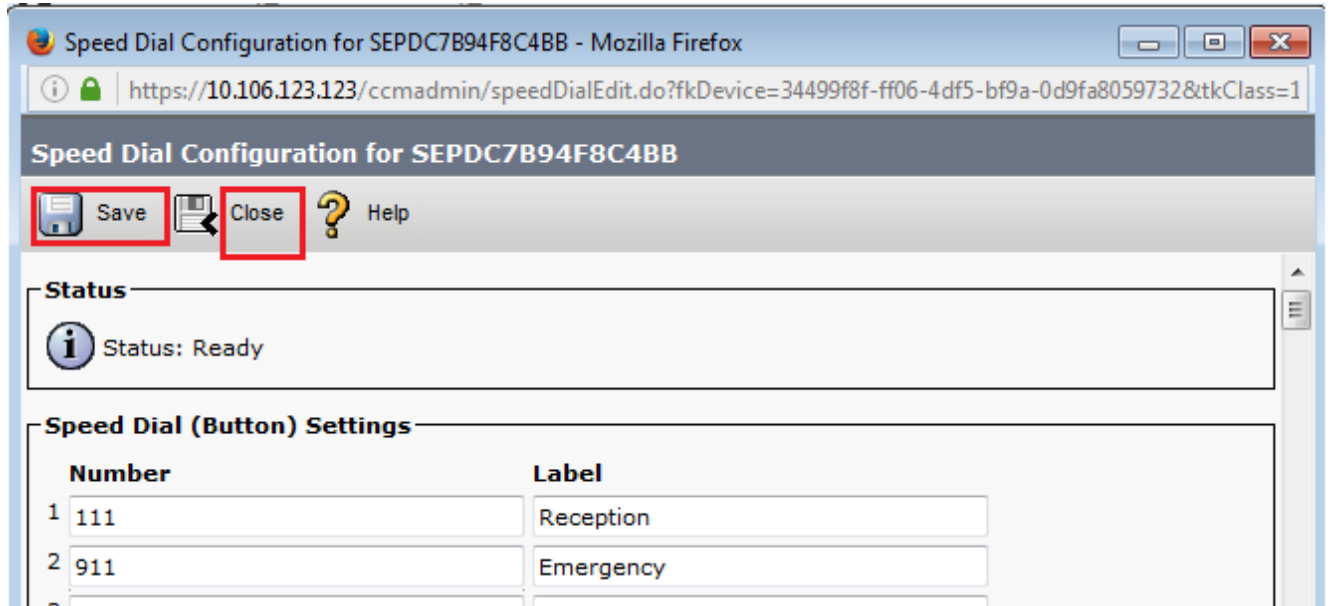 Speed Dial Configuration for SEPDC7B94F8C4BB - Mozilla Firefox
https://10.106.123.123/ccmadmin/speedDialEdit.do?fkDevice=34499f8f-ff06-4df5-bf9a-0d9fa8059732&tkClass=1
Speed Dial Configuration for SEPDC7B94F8C4BB
Save Close ? Help
Status
i Status: Ready
Speed Dial (Button) Settings
Number Label
1 111 Reception
2 911 Emergency